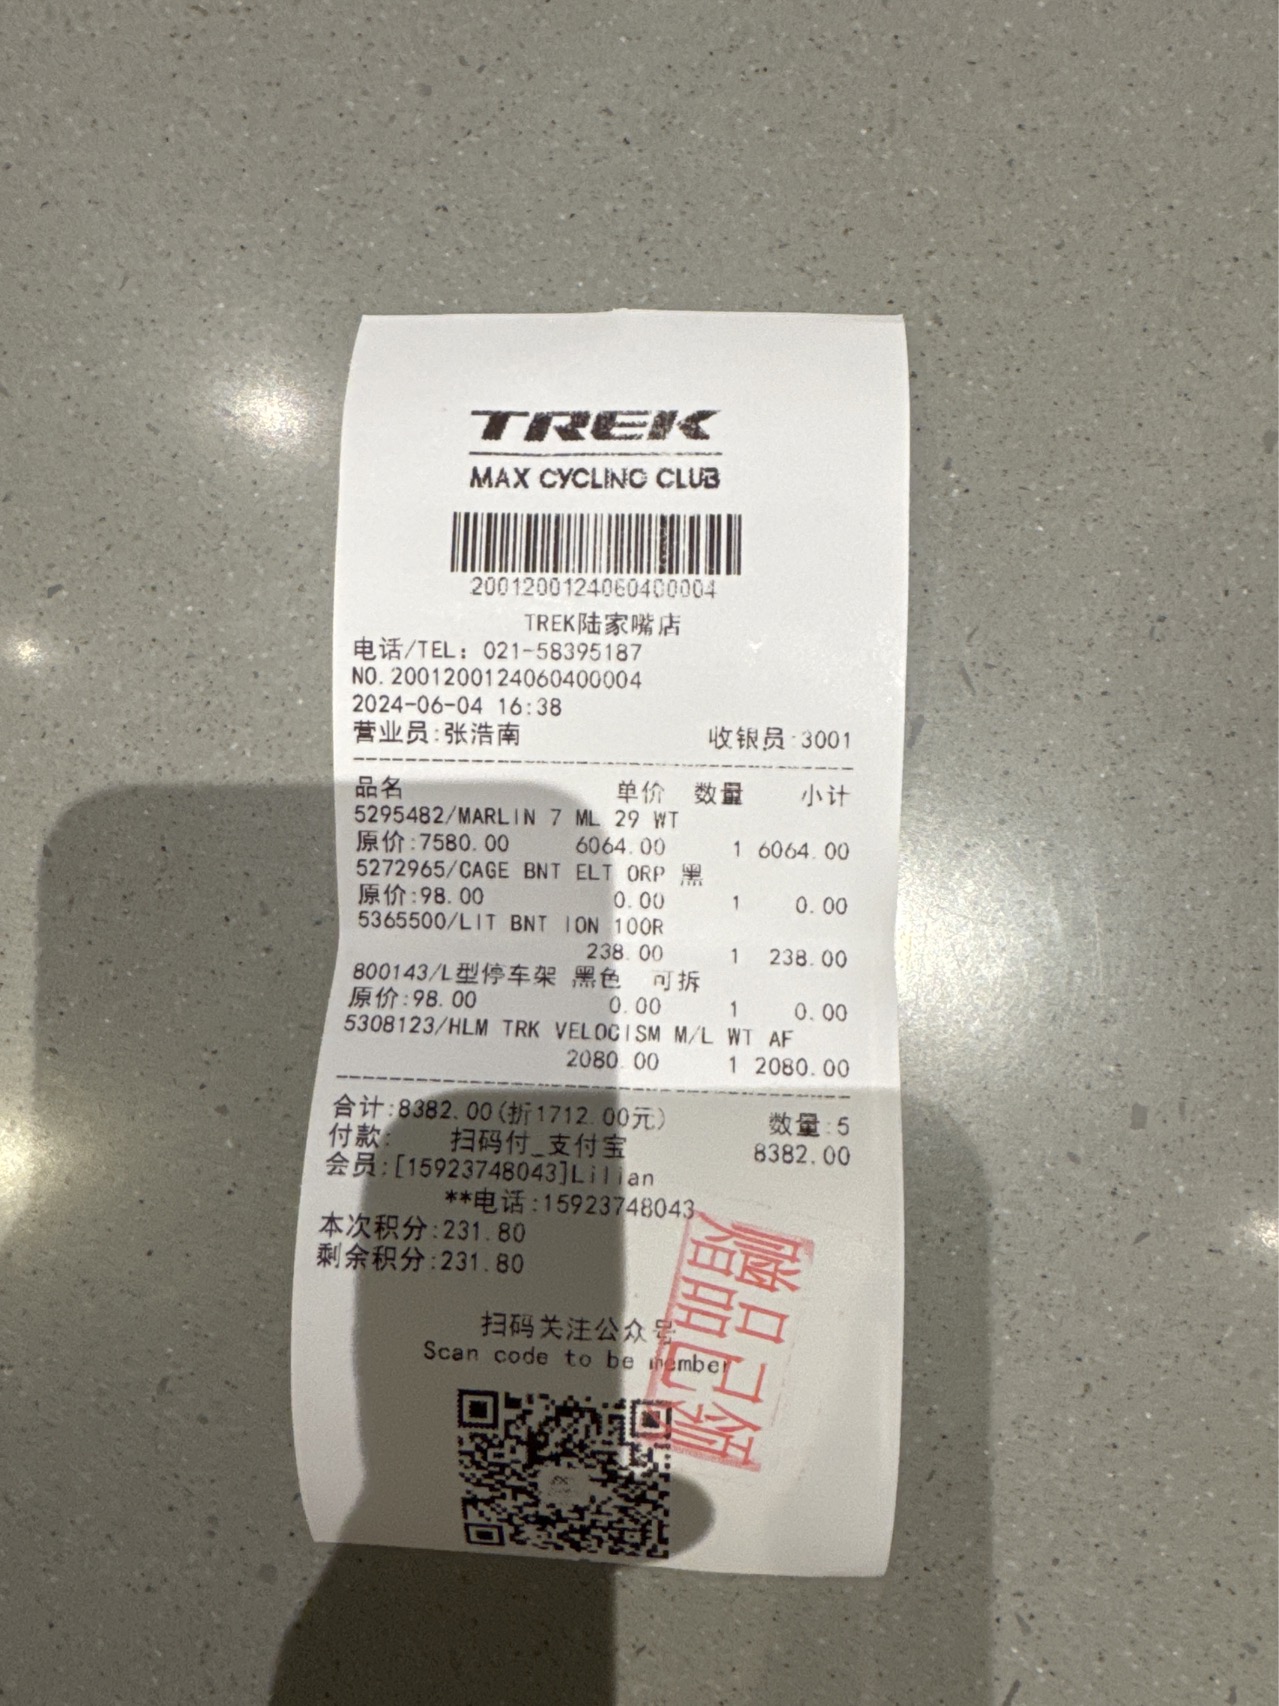 TREK
MAX CYCLING CLUB
2001200124060400004
TREK陆家嘴店
电话/TEL: 021-58395187
NO.2001200124060400004
2024-06-04 16:38
营业员:张浩南 收银员:3001
品名 单价 数量 小计
5295482/MARLIN 7 ML 29 WT
原价:7580.00 6064.00 1 6064.00
5272965/CAGE BNT ELT ORP 黑
原价:98.00 0.00 1 0.00
5365500/LIT BNT ION 100R
238.00 1 238.00
800143/L型停车架 黑色 可拆
原价:98.00 0.00 1 0.00
5308123/HLM TRK VELOCISM M/L WT AF
2080.00 1 2080.00
合计:8382.00(折1712.00元) 数量:5
付款: 扫码付_支付宝 8382.00
会员:[15923748043]Lilian
**电话:15923748043
本次积分:231.80
剩余积分:231.80
赠品已领
扫码关注公众号
Scan code to be member